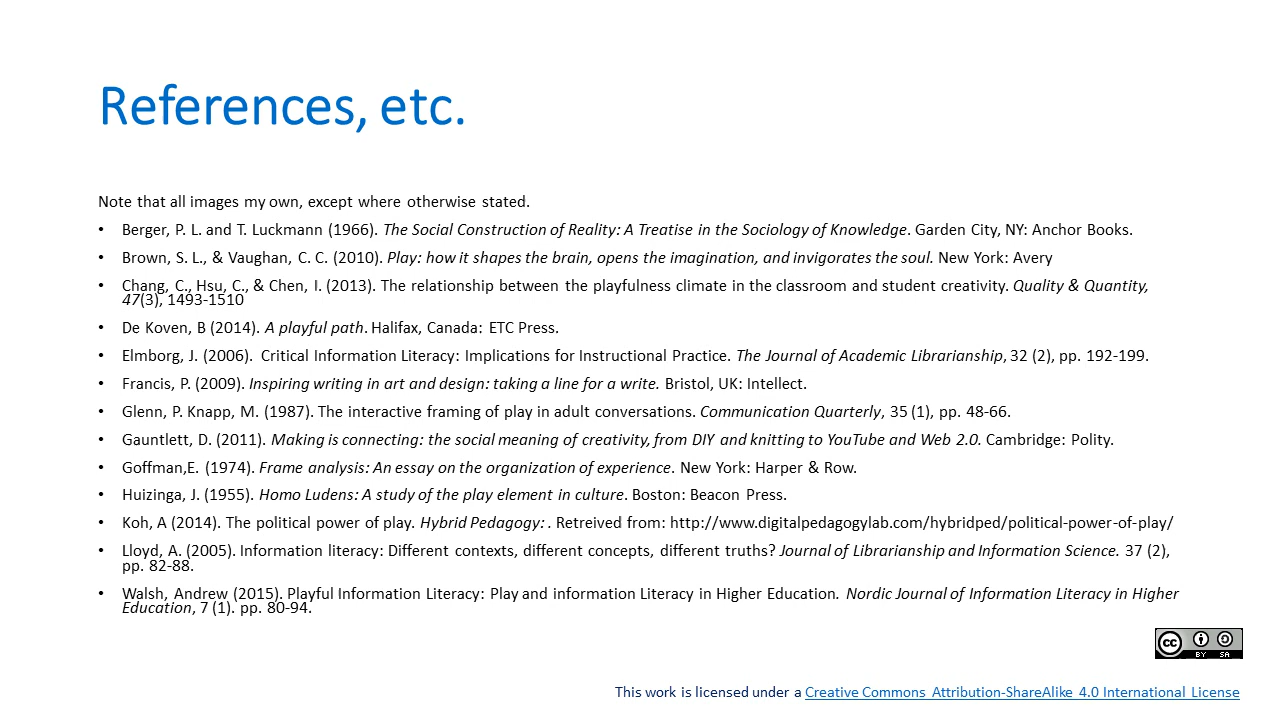 References, etc.
Note that all images my own, except where otherwise stated.
• Berger, P. L. and T. Luckmann (1966). The Social Construction of Reality: A Treatise in the Sociology of Knowledge. Garden City, NY: Anchor Books.
• Brown, S. L., & Vaughan, C. C. (2010). Play: how it shapes the brain, opens the imagination, and invigorates the soul. New York: Avery
• Chang, C., Hsu, C., & Chen, I. (2013). The relationship between the playfulness climate in the classroom and student creativity. Quality & Quantity,
47(3), 1493-1510
• De Koven, B (2014). A playful path. Halifax, Canada: ETC Press.
• Elmborg, J. (2006). Critical Information Literacy: Implications for Instructional Practice. The Journal of Academic Librarianship, 32 (2), pp. 192-199.
• Francis, P. (2009). Inspiring writing in art and design: taking a line for a write. Bristol, UK: Intellect.
• Glenn, P. Knapp, M. (1987). The interactive framing of play in adult conversations. Communication Quarterly, 35 (1), pp. 48-66.
• Gauntlett, D. (2011). Making is connecting: the social meaning of creativity, from DIY and knitting to YouTube and Web 2.0. Cambridge: Polity.
• Goffman,E. (1974). Frame analysis: An essay on the organization of experience. New York: Harper & Row.
• Huizinga, J. (1955). Homo Ludens: A study of the play element in culture. Boston: Beacon Press.
• Koh, A (2014). The political power of play. Hybrid Pedagogy: . Retreived from: http://www.digitalpedagogylab.com/hybridped/political-power-of-play/
• Lloyd, A. (2005). Information literacy: Different contexts, different concepts, different truths? Journal of Librarianship and Information Science. 37 (2),
pp. 82-88.
• Walsh, Andrew (2015). Playful Information Literacy: Play and information Literacy in Higher Education. Nordic Journal of Information Literacy in Higher
Education, 7 (1). pp. 80-94.
cc BY SA
This work is licensed under a Creative Commons Attribution-ShareAlike 4.0 International License